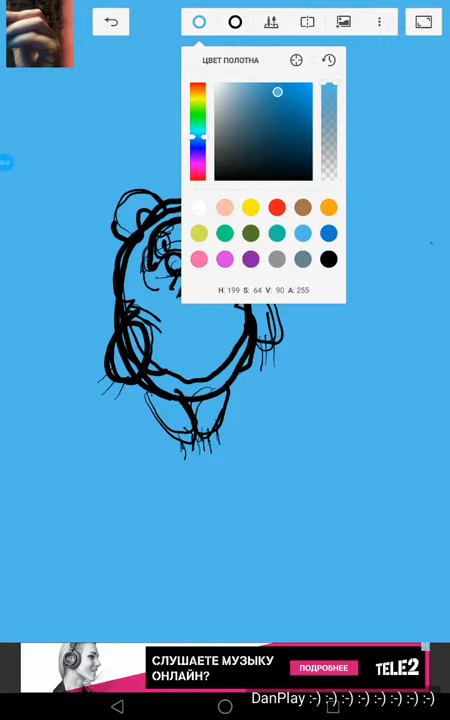 ЦВЕТ ПОЛОТНА
H: 199 S: 64 V: 90 A: 255
СЛУШАЕТЕ МУЗЫКУ
ОНЛАЙН?
ПОДРОБНЕЕ
TELE2
DanPlay :-) :-) :-) :-) :-) :-) :-) :-)